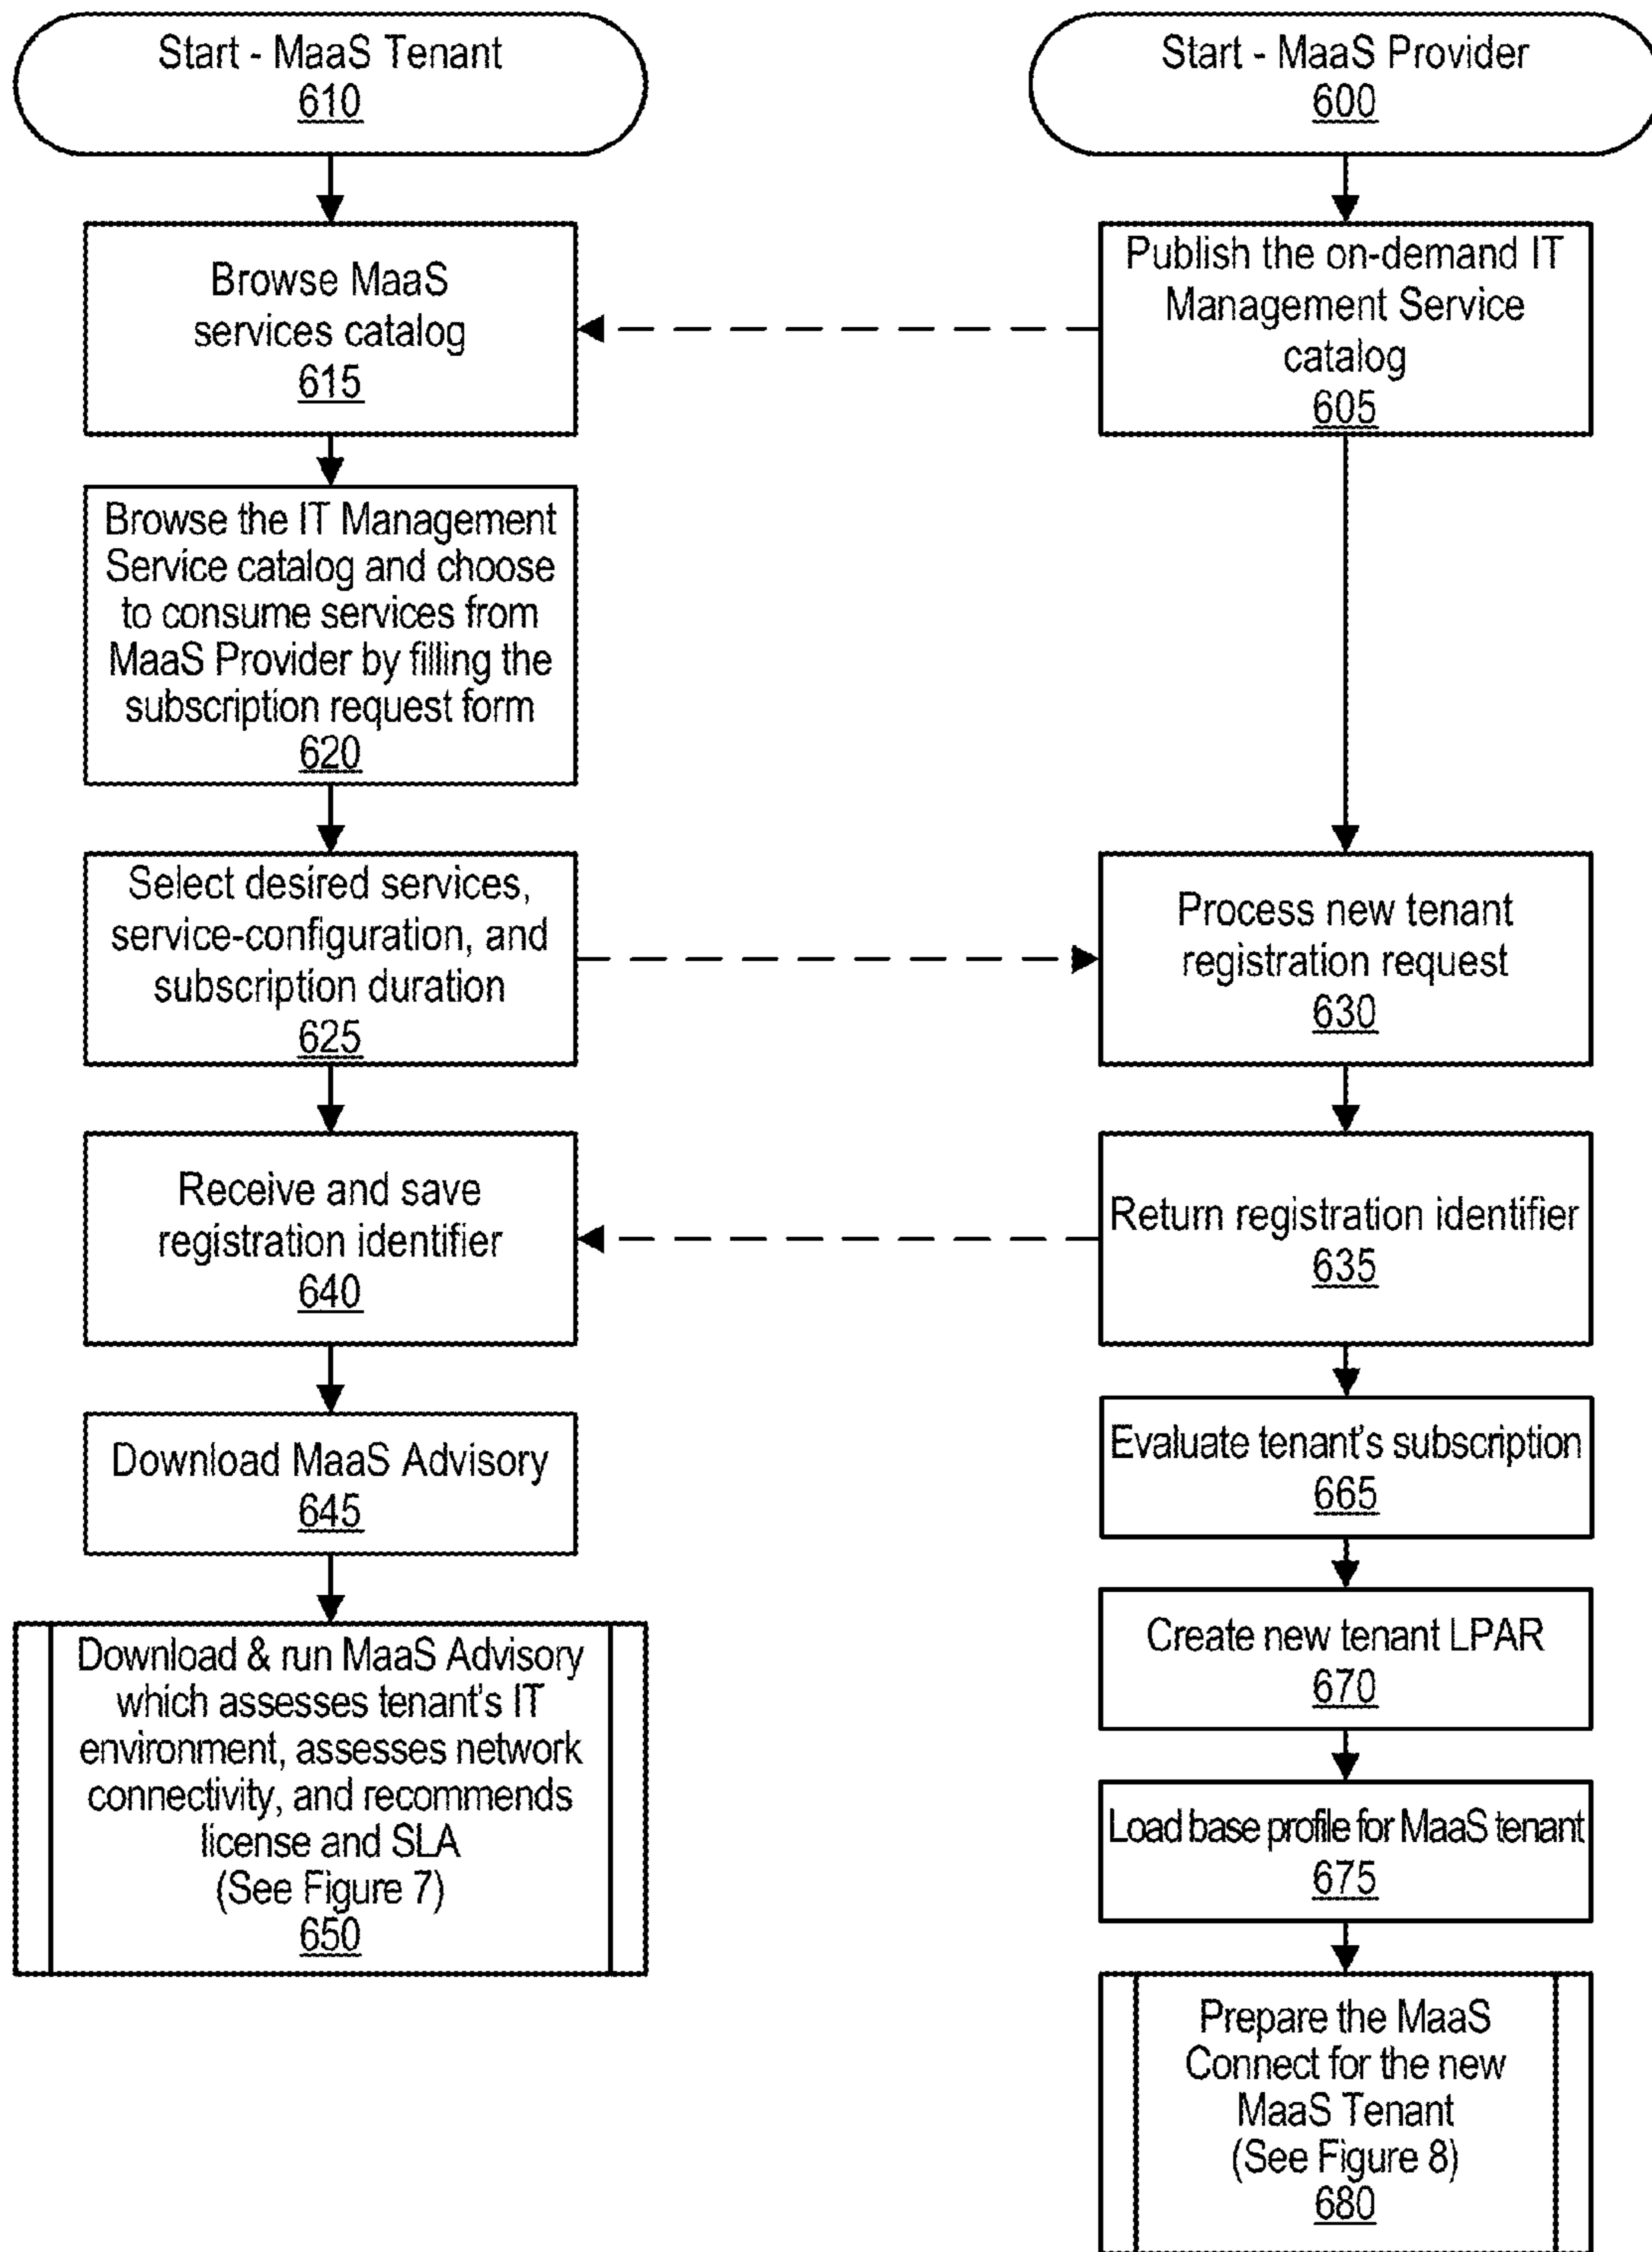 Start - MaaS Tenant
610
Browse MaaS
services catalog
615
Browse the IT Management
Service catalog and choose
to consume services from
MaaS Provider by filling the
subscription request form
620
Select desired services,
service-configuration, and
subscription duration
625
Receive and save
registration identifier
640
Download MaaS Advisory
645
Download & run MaaS Advisory
which assesses tenant's IT
environment, assesses network
connectivity, and recommends
license and SLA
(See Figure 7)
650
Start - MaaS Provider
600
Publish the on-demand IT
Management Service
catalog
605
Process new tenant
registration request
630
Return registration identifier
635
Evaluate tenant's subscription
665
Create new tenant LPAR
670
Load base profile for MaaS tenant
675
Prepare the MaaS
Connect for the new
MaaS Tenant
(See Figure 8)
680